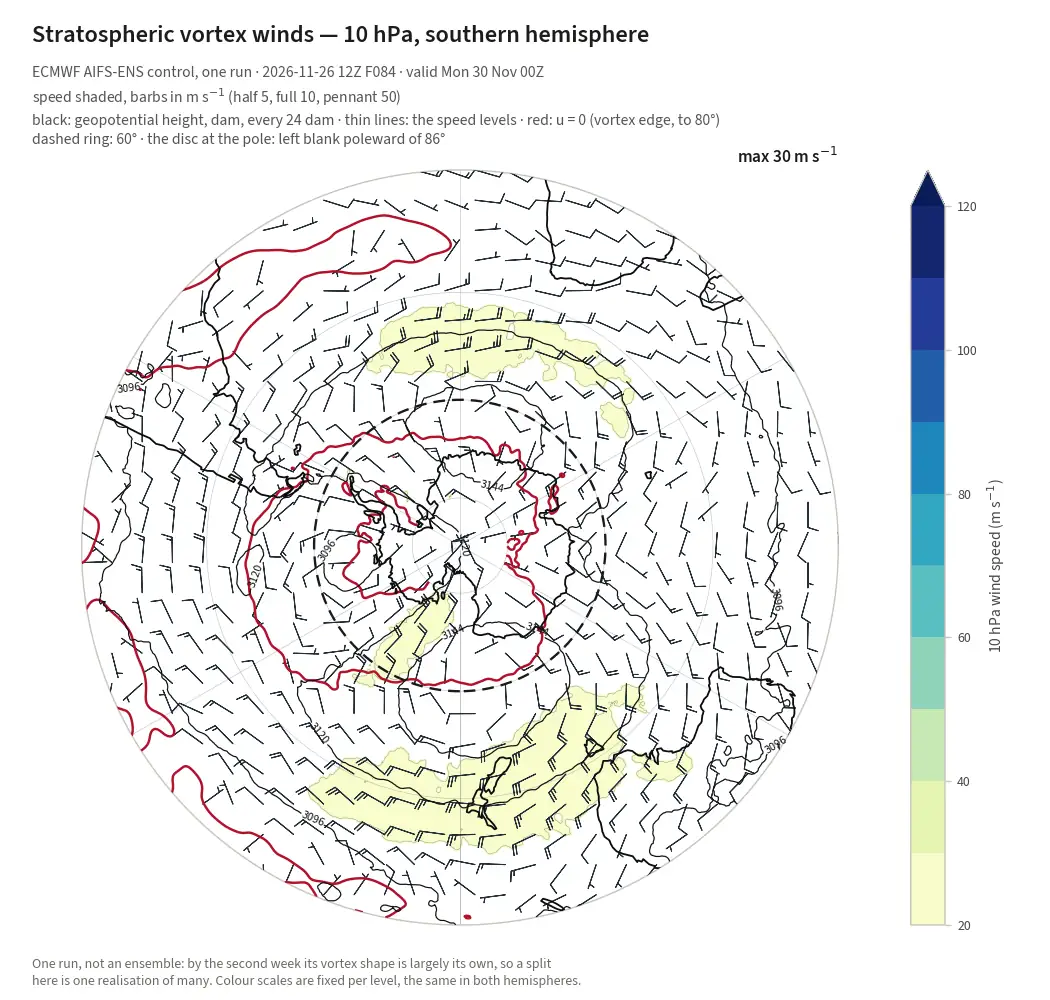 Stratospheric vortex winds — 10 hPa, southern hemisphere
ECMWF AIFS-ENS control, one run · 2026-11-26 12Z F084 · valid Mon 30 Nov 00Z
speed shaded, barbs in m s⁻¹ (half 5, full 10, pennant 50)
black: geopotential height, dam, every 24 dam · thin lines: the speed levels · red: u = 0 (vortex edge, to 80°)
dashed ring: 60° · the disc at the pole: left blank poleward of 86°
max 30 m s⁻¹
120
100
80
60
40
20
10 hPa wind speed (m s⁻¹)
3096
3144
3120
3096
3120
3096
3144
3120
3096
3096
One run, not an ensemble: by the second week its vortex shape is largely its own, so a split
here is one realisation of many. Colour scales are fixed per level, the same in both hemispheres.